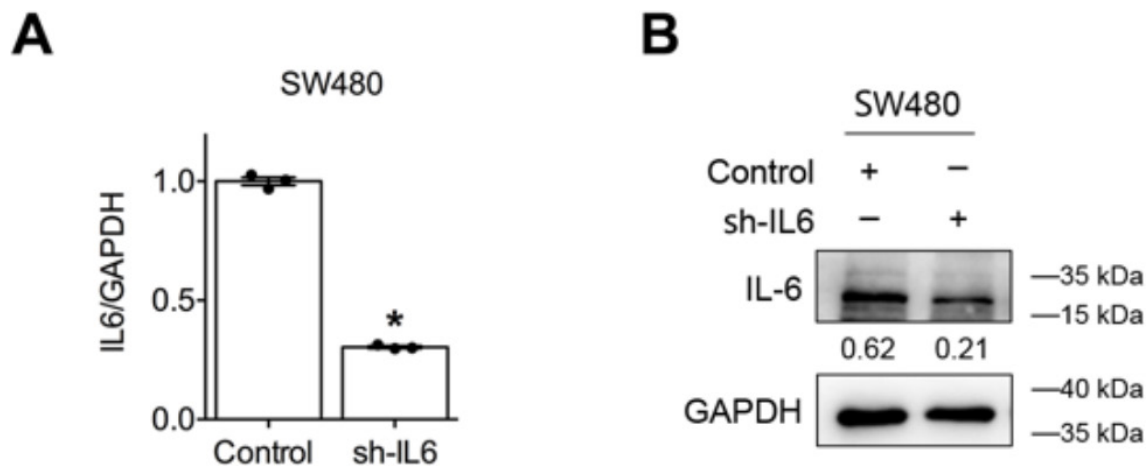 A
SW480
IL6/GAPDH
1.0
0.5
0.0
*
Control
sh-IL6
B
SW480
Control + −
sh-IL6 − +
IL-6
—35 kDa
—15 kDa
0.62 0.21
GAPDH
—40 kDa
—35 kDa